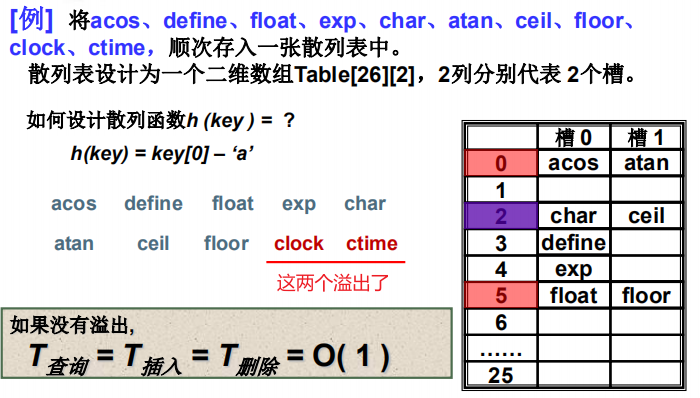 [例] 将acos、define、float、exp、char、atan、ceil、floor、
clock、ctime，顺次存入一张散列表中。
散列表设计为一个二维数组Table[26][2]，2列分别代表 2个槽。
如何设计散列函数h (key ) = ？
h(key) = key[0] – ‘a’
acos define float exp char
atan ceil floor clock ctime
这两个溢出了
如果没有溢出,
T查询 = T插入 = T删除 = O( 1 )
槽 0 槽 1
0 acos atan
1
2 char ceil
3 define
4 exp
5 float floor
6
……
25